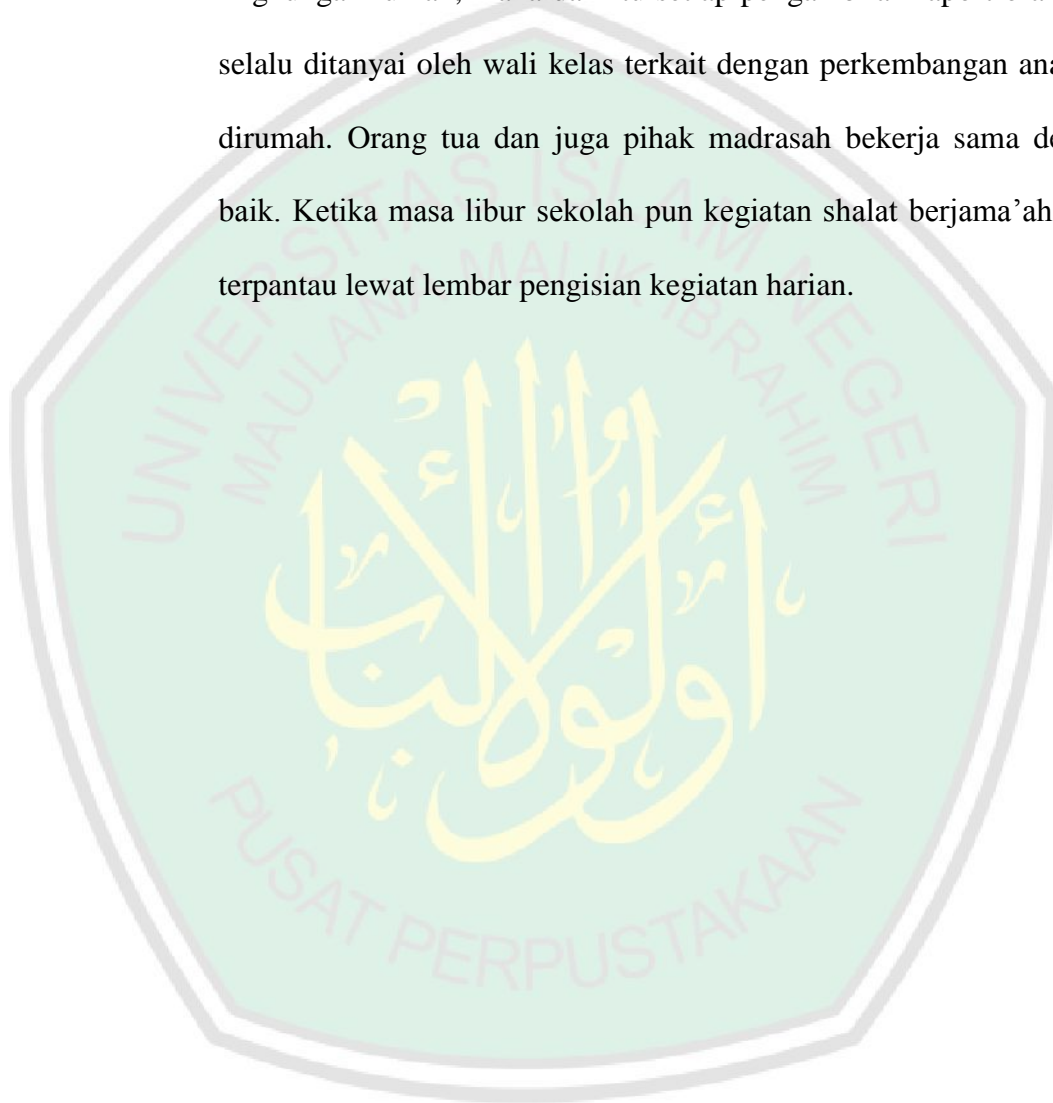 selalu ditanyai oleh wali kelas terkait dengan perkembangan
dirumah. Orang tua dan juga pihak madrasah bekerja sama
baik. Ketika masa libur sekolah pun kegiatan shalat berjama’ah
terpantau lewat lembar pengisian kegiatan harian.
UNIVERSITAS ISLAM NEGERI
MAULANA MALIK IBRAHIM
أولوا الألباب
PUSAT PERPUSTAKAAN